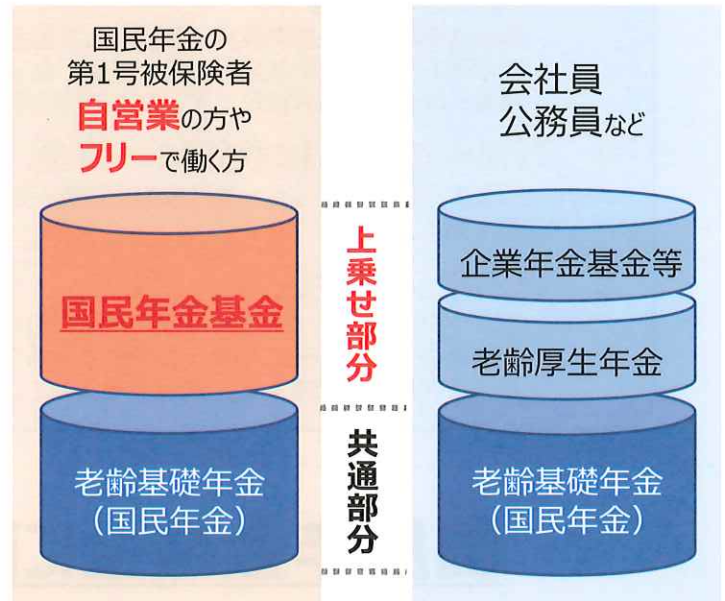 国民年金の
第1号被保険者
自営業の方や
フリーで働く方
国民年金基金
老齢基礎年金
(国民年金)
上乗せ部分
共通部分
会社員
公務員など
企業年金基金等
老齢厚生年金
老齢基礎年金
(国民年金)